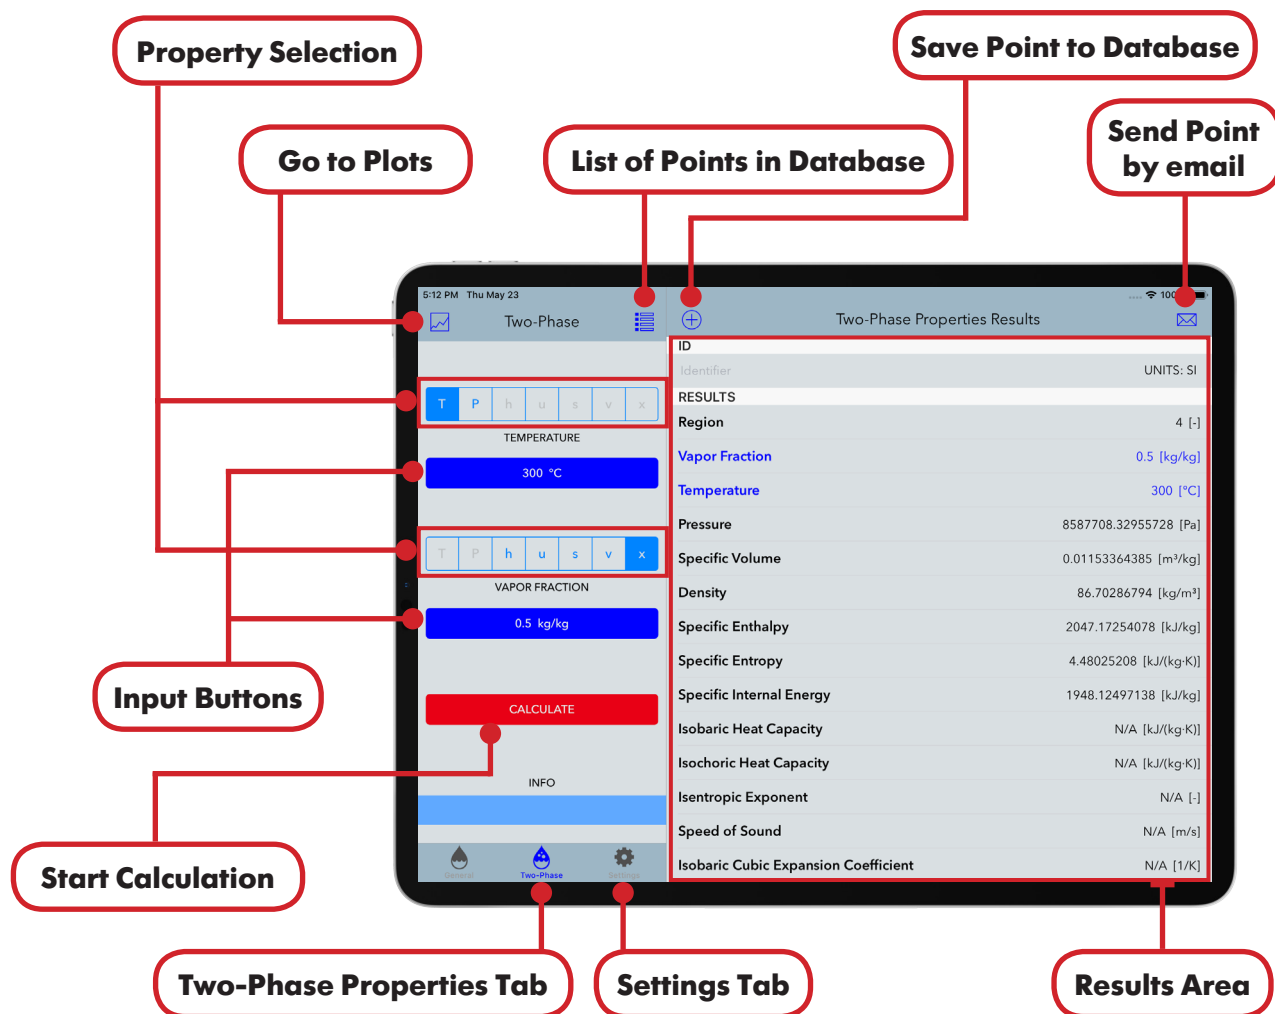 Property Selection
Save Point to Database
Go to Plots
List of Points in Database
Send Point
by email
5:12 PM Thu May 23
Two-Phase
Two-Phase Properties Results
ID
Identifier
UNITS: SI
RESULTS
T P h u s v x
Region 4 [-]
TEMPERATURE
Vapor Fraction 0.5 [kg/kg]
300 °C
Temperature 300 [°C]
Pressure 8587708.32955728 [Pa]
T P h u s v x
Specific Volume 0.01153364385 [m³/kg]
VAPOR FRACTION
Density 86.70286794 [kg/m³]
0.5 kg/kg
Specific Enthalpy 2047.17254078 [kJ/kg]
Specific Entropy 4.48025208 [kJ/(kg·K)]
Input Buttons
Specific Internal Energy 1948.12497138 [kJ/kg]
CALCULATE
Isobaric Heat Capacity N/A [kJ/(kg·K)]
Isochoric Heat Capacity N/A [kJ/(kg·K)]
INFO
Isentropic Exponent N/A [-]
Speed of Sound N/A [m/s]
Isobaric Cubic Expansion Coefficient N/A [1/K]
General
Two-Phase
Settings
Start Calculation
Two-Phase Properties Tab
Settings Tab
Results Area